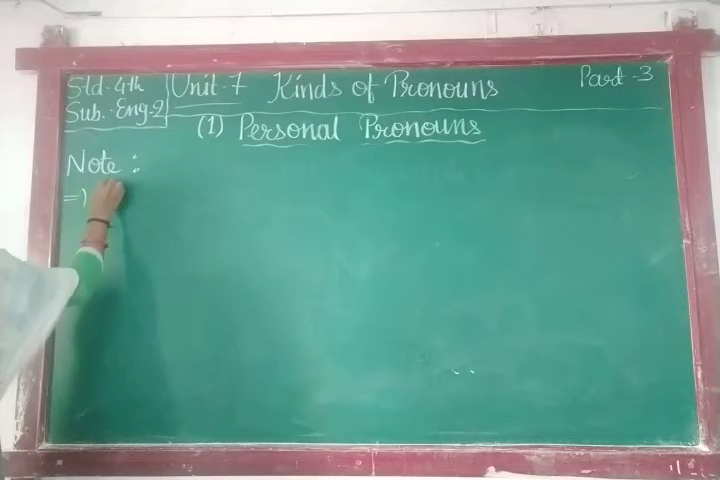 Std. 4th
Sub. Eng-2
Unit-7 Kinds of Pronouns
Part-3
(1) Personal Pronouns
Note :
=)